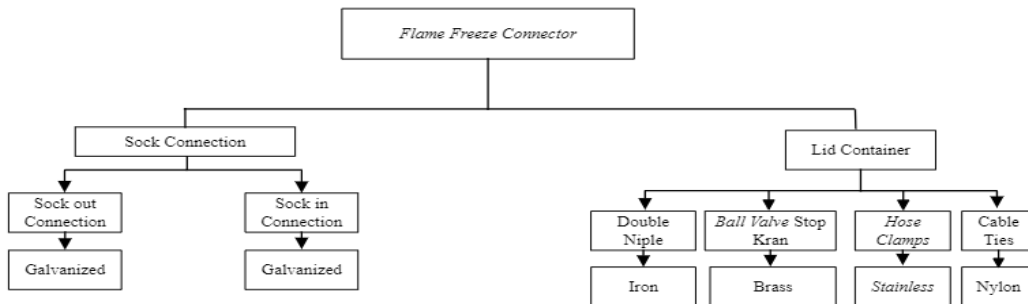 Flame Freeze Connector
Sock Connection
Lid Container
Sock out
Connection
Sock in
Connection
Double
Niple
Ball Valve Stop
Kran
Hose
Clamps
Cable
Ties
Galvanized
Galvanized
Iron
Brass
Stainless
Nylon